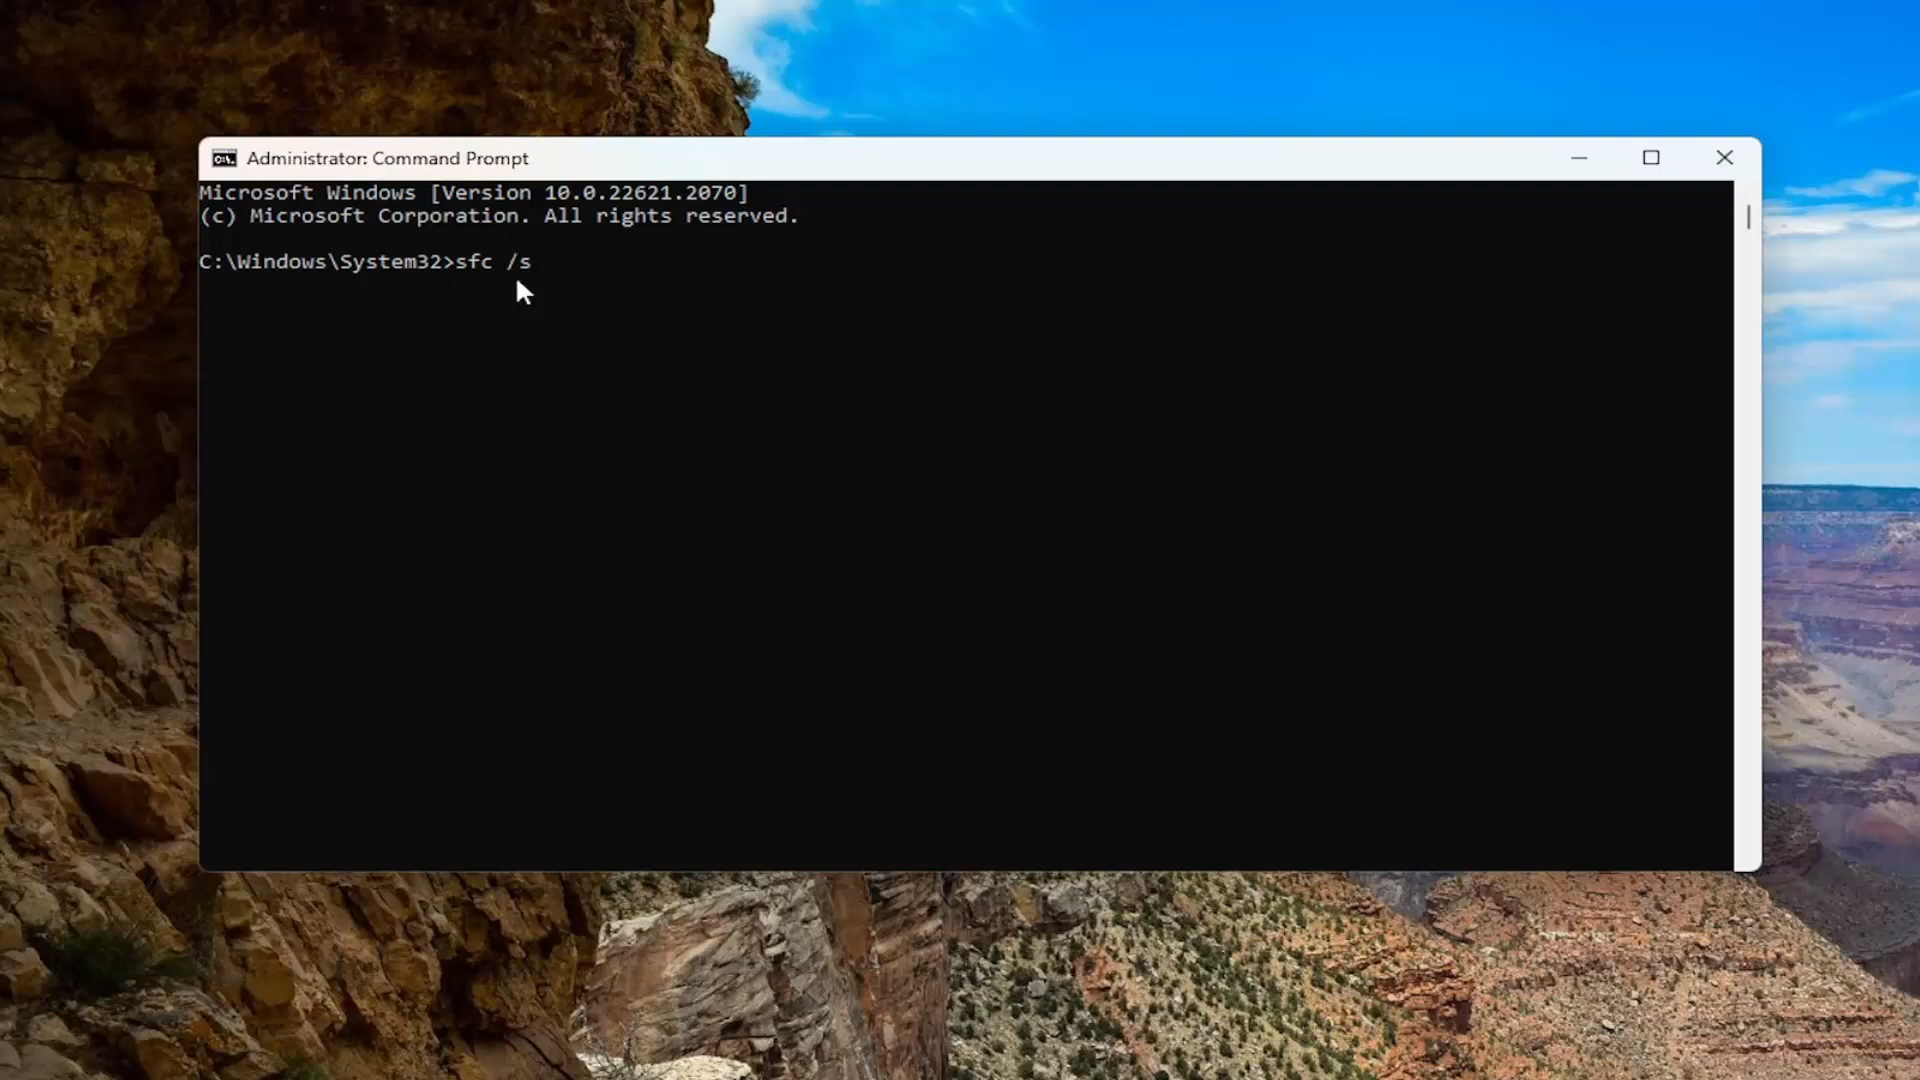 Administrator: Command Prompt
Microsoft Windows [Version 10.0.22621.2070]
(c) Microsoft Corporation. All rights reserved.
C:\Windows\System32>sfc /s